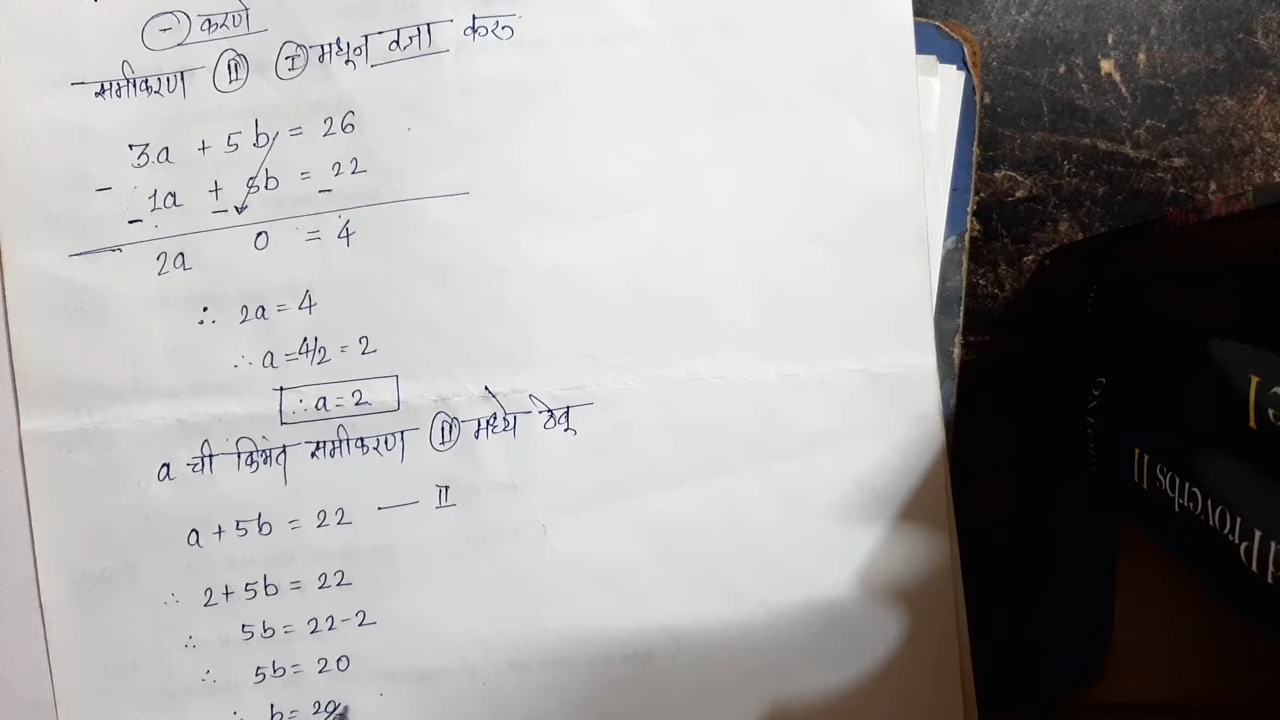 (-) करणे
समीकरण (II) (I) मधून वजा करू
3a + 5b = 26
- 1a + 5b = 22
- - -
2a 0 = 4
∴ 2a = 4
∴ a = 4/2 = 2
∴ a = 2
a ची किंमत समीकरण (II) मध्ये ठेवू
a + 5b = 22 — II
∴ 2 + 5b = 22
∴ 5b = 22 - 2
∴ 5b = 20
∴ b = 20/
Proverbs II